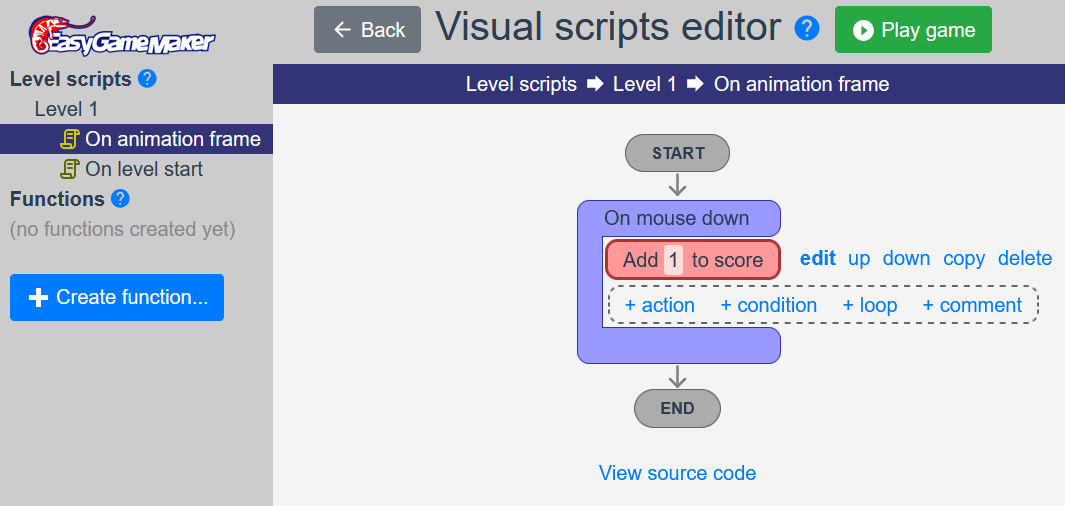 EasyGameMaker
Back
Visual scripts editor ?
Play game
Level scripts ?
Level 1
On animation frame
On level start
Functions ?
(no functions created yet)
Create function...
Level scripts Level 1 On animation frame
START
On mouse down
Add 1 to score
edit up down copy delete
+ action + condition + loop + comment
END
View source code